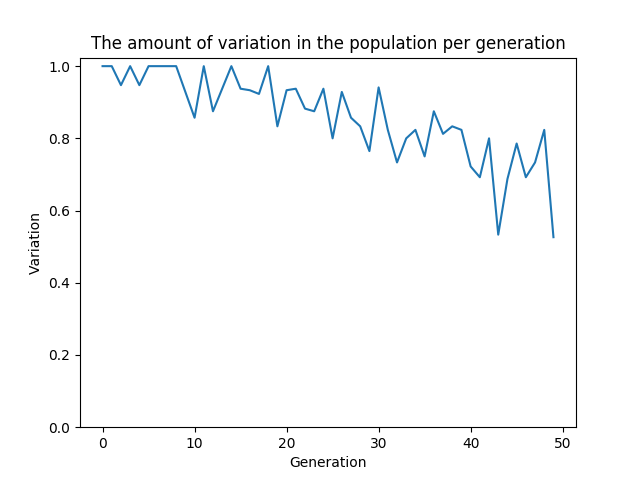 The amount of variation in the population per generation
1.0
0.8
0.6
0.4
0.2
0.0
Variation
0 10 20 30 40 50
Generation